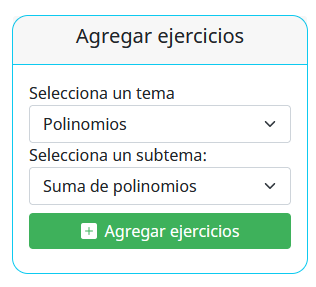 Agregar ejercicios
Selecciona un tema
Polinomios
Selecciona un subtema:
Suma de polinomios
Agregar ejercicios